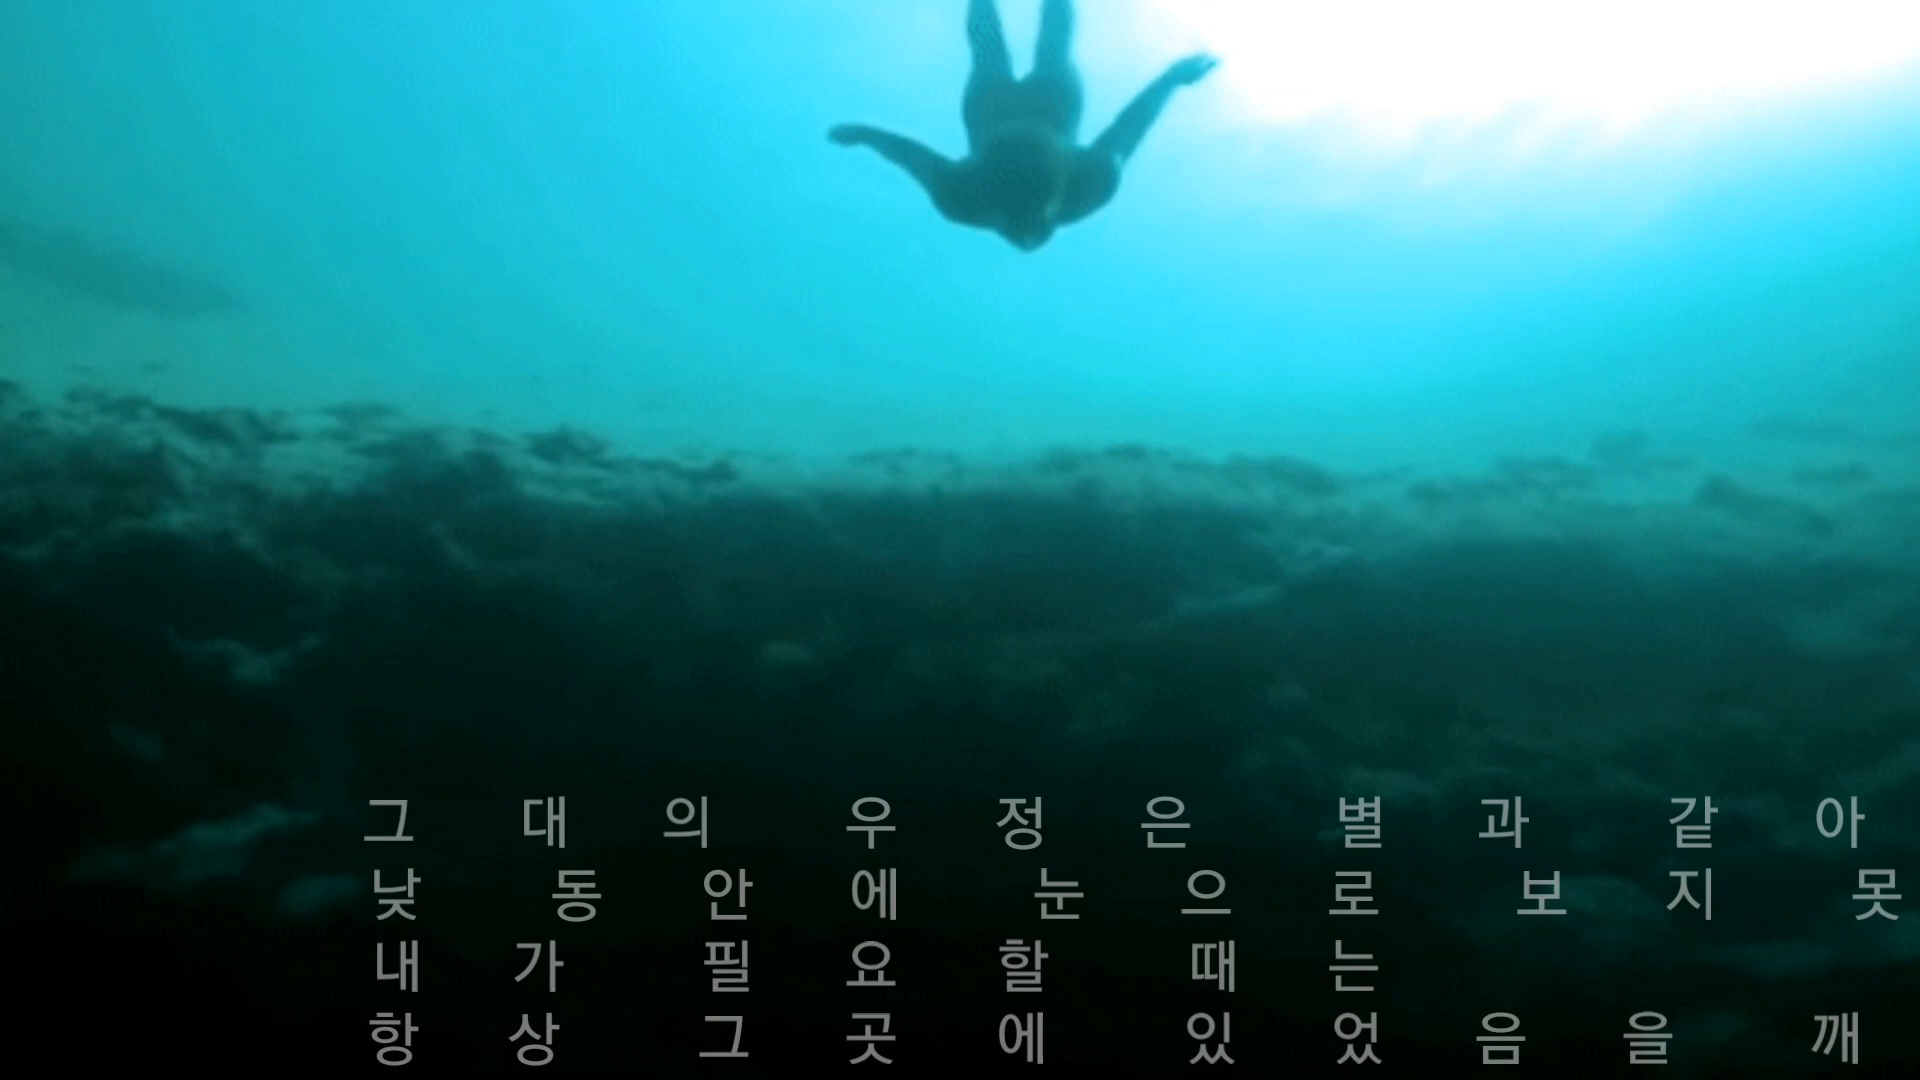 그대의 우정은 별과 같아
낮 동안에 눈으로 보지 못
내가 필요할 때는
항상 그곳에 있었음을 깨